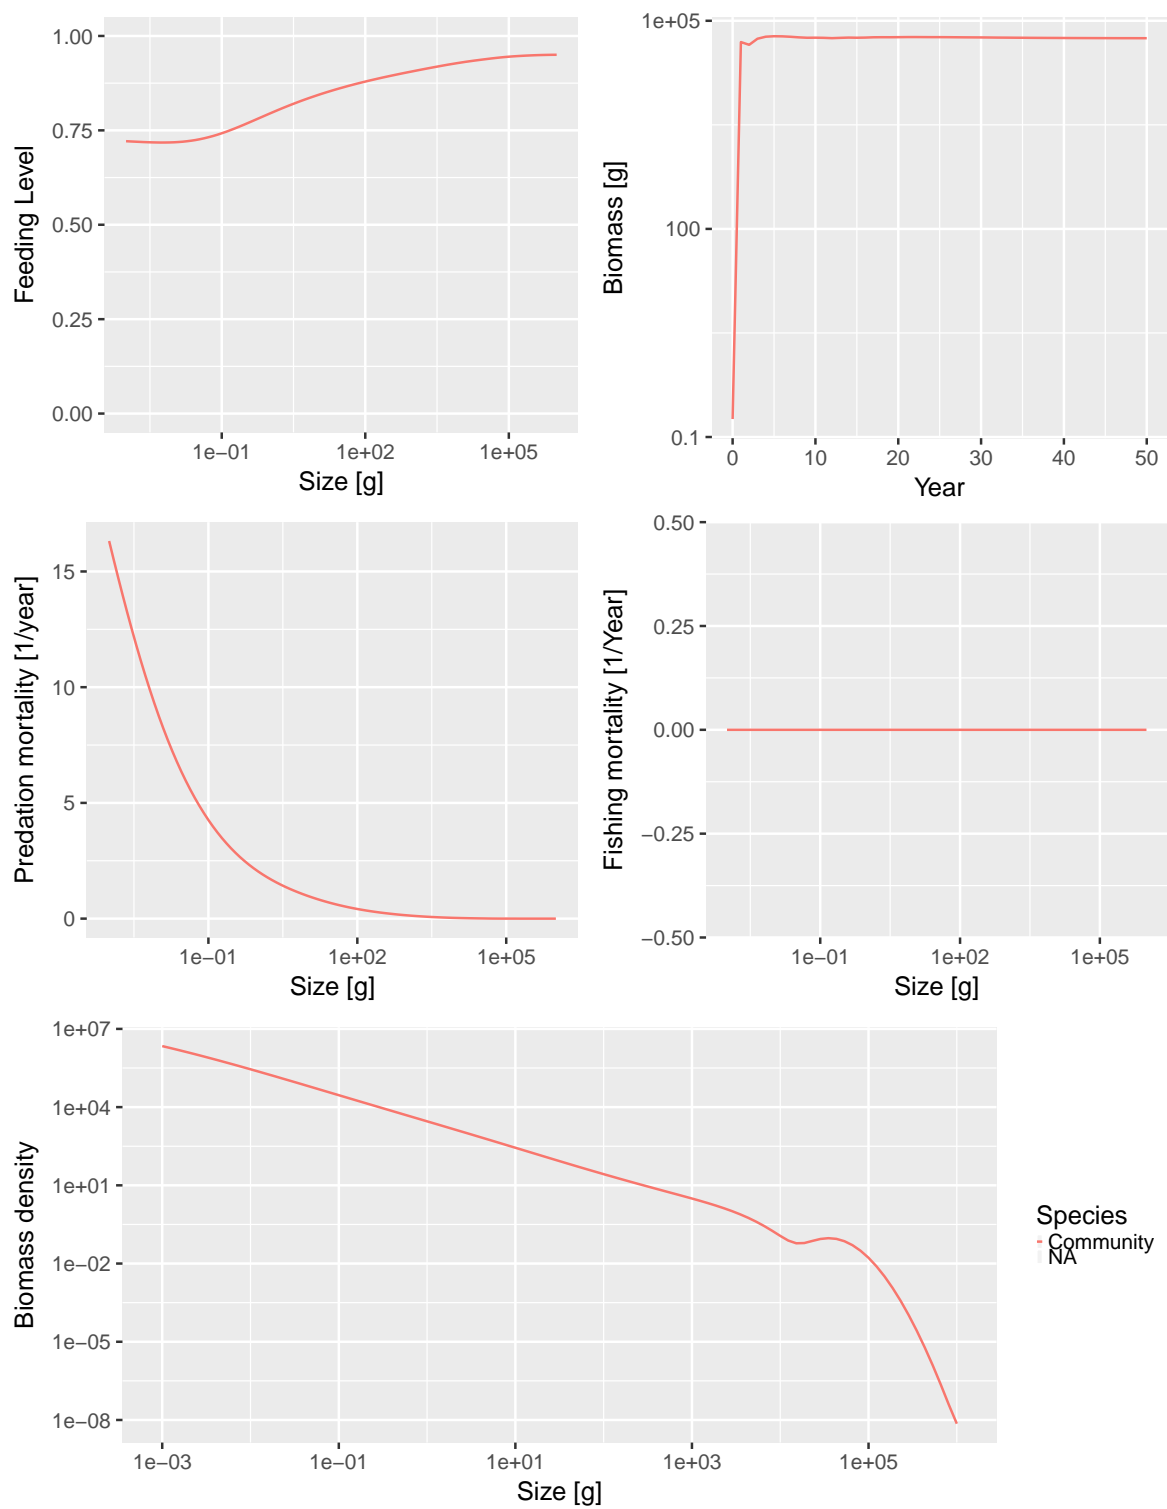 1.00
0.75
0.50
0.25
0.00
Feeding Level
1e−01 1e+02 1e+05
Size [g]
1e+05
100
0.1
Biomass [g]
0 10 20 30 40 50
Year
15
10
5
0
Predation mortality [1/year]
1e−01 1e+02 1e+05
Size [g]
0.50
0.25
0.00
−0.25
−0.50
Fishing mortality [1/Year]
1e−01 1e+02 1e+05
Size [g]
1e+07
1e+04
1e+01
1e−02
1e−05
1e−08
Biomass density
1e−03 1e−01 1e+01 1e+03 1e+05
Size [g]
Species
Community
NA